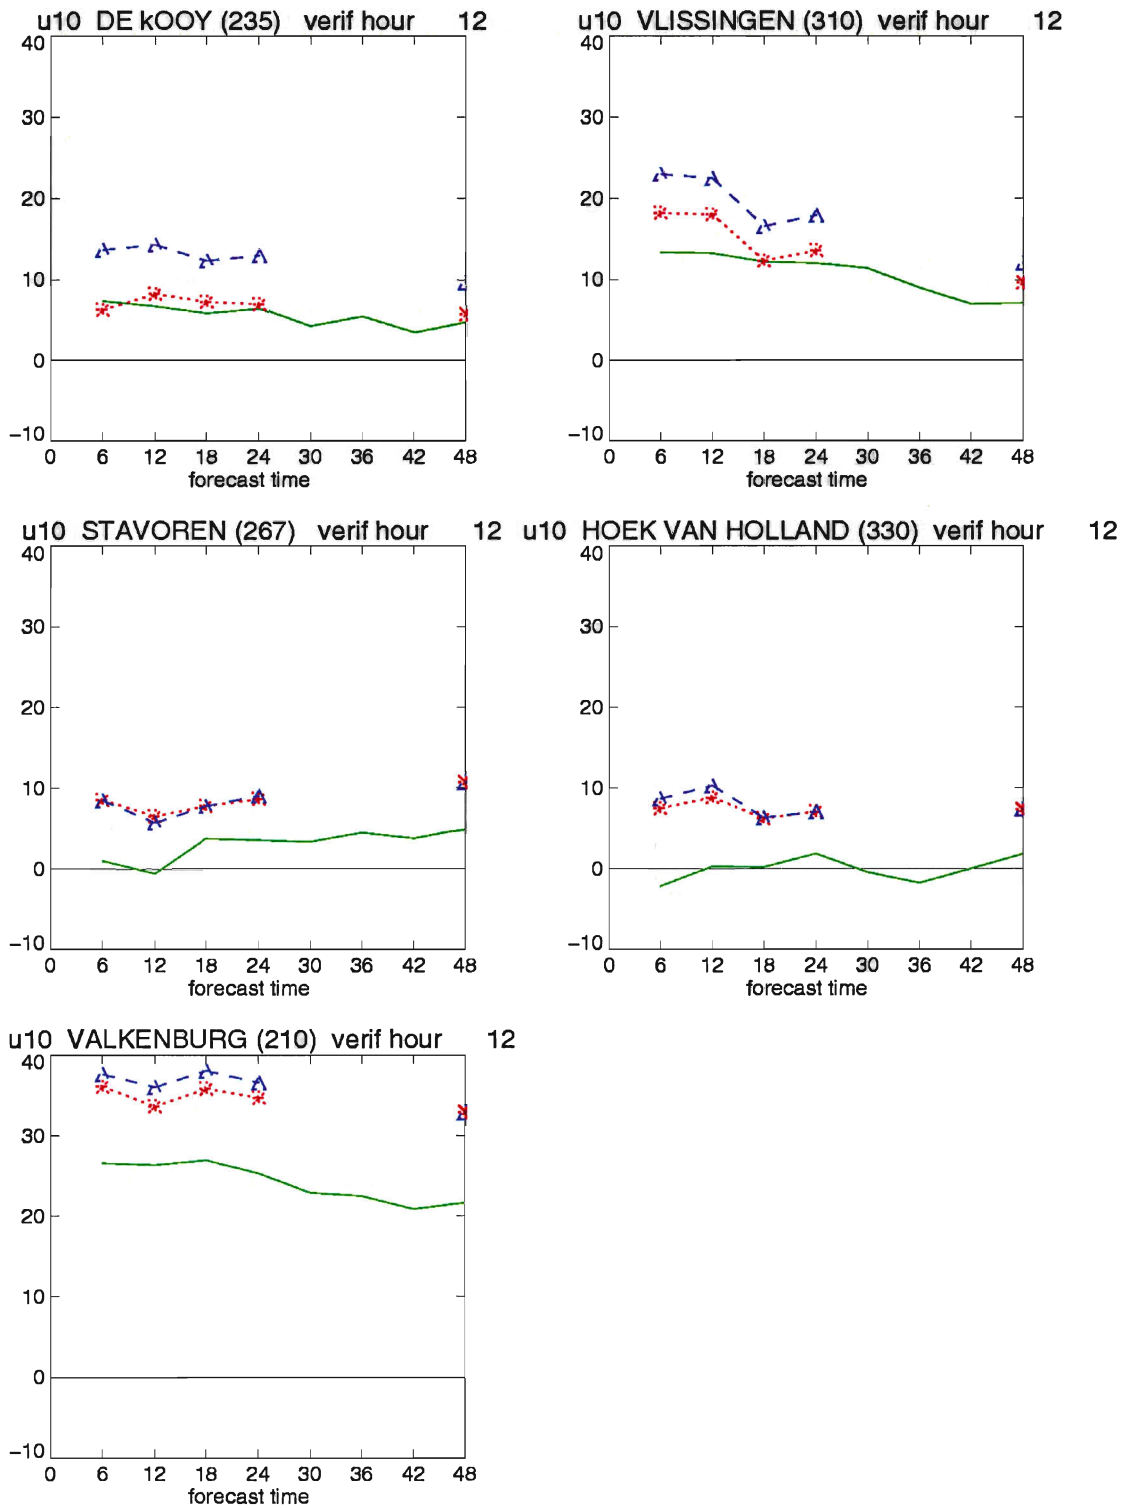 u10 DE kOOY (235) verif hour 12
40
30
20
10
0
−10
0 6 12 18 24 30 36 42 48
forecast time
u10 VLISSINGEN (310) verif hour 12
40
30
20
10
0
−10
0 6 12 18 24 30 36 42 48
forecast time
u10 STAVOREN (267) verif hour 12
40
30
20
10
0
−10
0 6 12 18 24 30 36 42 48
forecast time
u10 HOEK VAN HOLLAND (330) verif hour 12
40
30
20
10
0
−10
0 6 12 18 24 30 36 42 48
forecast time
u10 VALKENBURG (210) verif hour 12
40
30
20
10
0
−10
0 6 12 18 24 30 36 42 48
forecast time